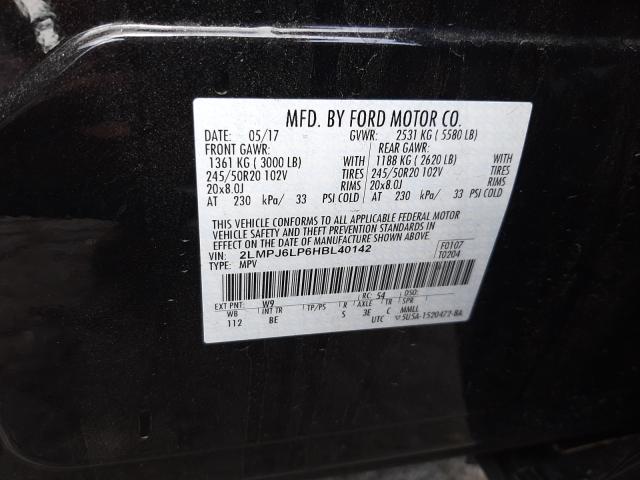 MFD. BY FORD MOTOR CO.
DATE: 05/17 GVWR: 2531 KG ( 5580 LB)
FRONT GAWR: REAR GAWR:
1361 KG ( 3000 LB) WITH 1188 KG ( 2620 LB) WITH
245/50R20 102V TIRES 245/50R20 102V TIRES
20x8.0J RIMS 20x8.0J RIMS
AT 230 kPa/ 33 PSI COLD AT 230 kPa/ 33 PSI COLD
THIS VEHICLE CONFORMS TO ALL APPLICABLE FEDERAL MOTOR
VEHICLE SAFETY AND THEFT PREVENTION STANDARDS IN
EFFECT ON THE DATE OF MANUFACTURE SHOWN ABOVE.
VIN: 2LMPJ6LP6HBL40142 F0107
TYPE: MPV T0204
EXT PNT: W9 RC: 54 DSO:
WB INT TR TP/PS R AXLE TR SPR
112 BE S 3E C MMLL
UTC 5U5A-1520472-BA